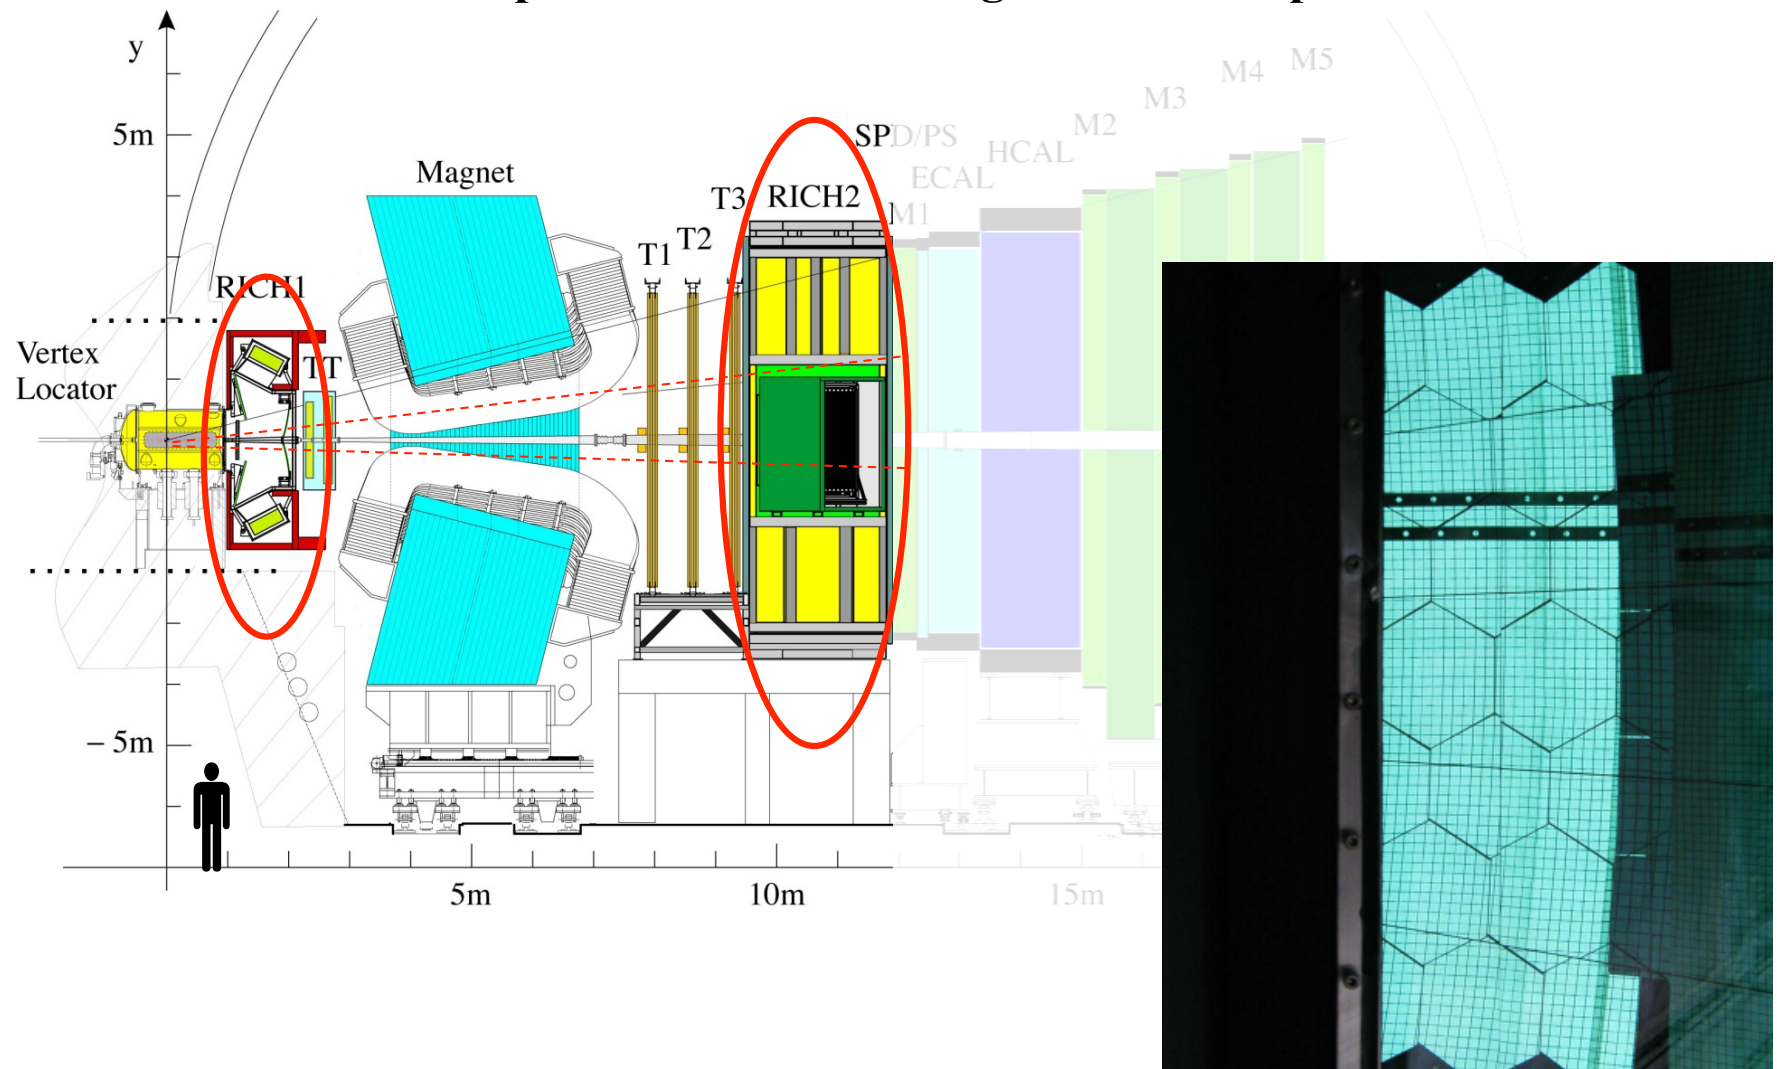 y
5m
Magnet
SPD/PS
ECAL
HCAL
M2
M3
M4
M5
T3
RICH2
M1
T2
T1
RICH1
TT
Vertex
Locator
– 5m
5m
10m
15m